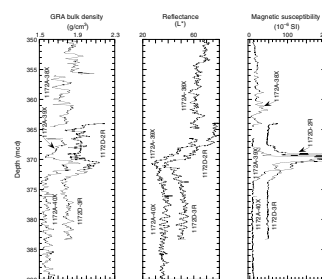 GRA bulk density
(g/cm³)
1.5 1.9 2.3
Reflectance
(L*)
20 80
Magnetic susceptibility
(10⁻⁶ SI)
0 100 200
Depth (mcd)
350
355
360
365
370
375
380
385
390
1172A-38X
1172A-39X
1172D-2R
1172A-40X
1172D-3R
1172A-38X
1172A-39X
1172D-2R
1172A-40X
1172D-3R
1172A-38X
1172D-2R
1172A-39X
1172A-40X
1172D-3R